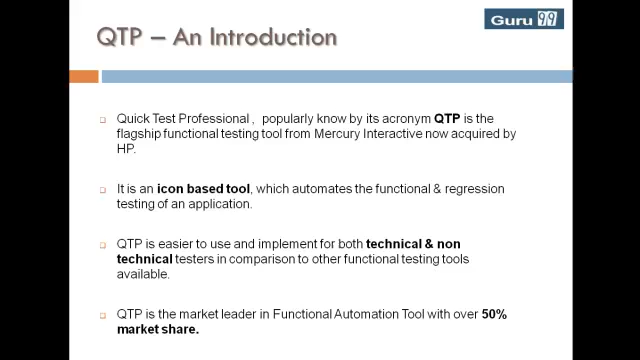 Guru 99
QTP – An Introduction
Quick Test Professional , popularly know by its acronym QTP is the
flagship functional testing tool from Mercury Interactive now acquired by
HP.
It is an icon based tool, which automates the functional & regression
testing of an application.
QTP is easier to use and implement for both technical & non
technical testers in comparison to other functional testing tools
available.
QTP is the market leader in Functional Automation Tool with over 50%
market share.